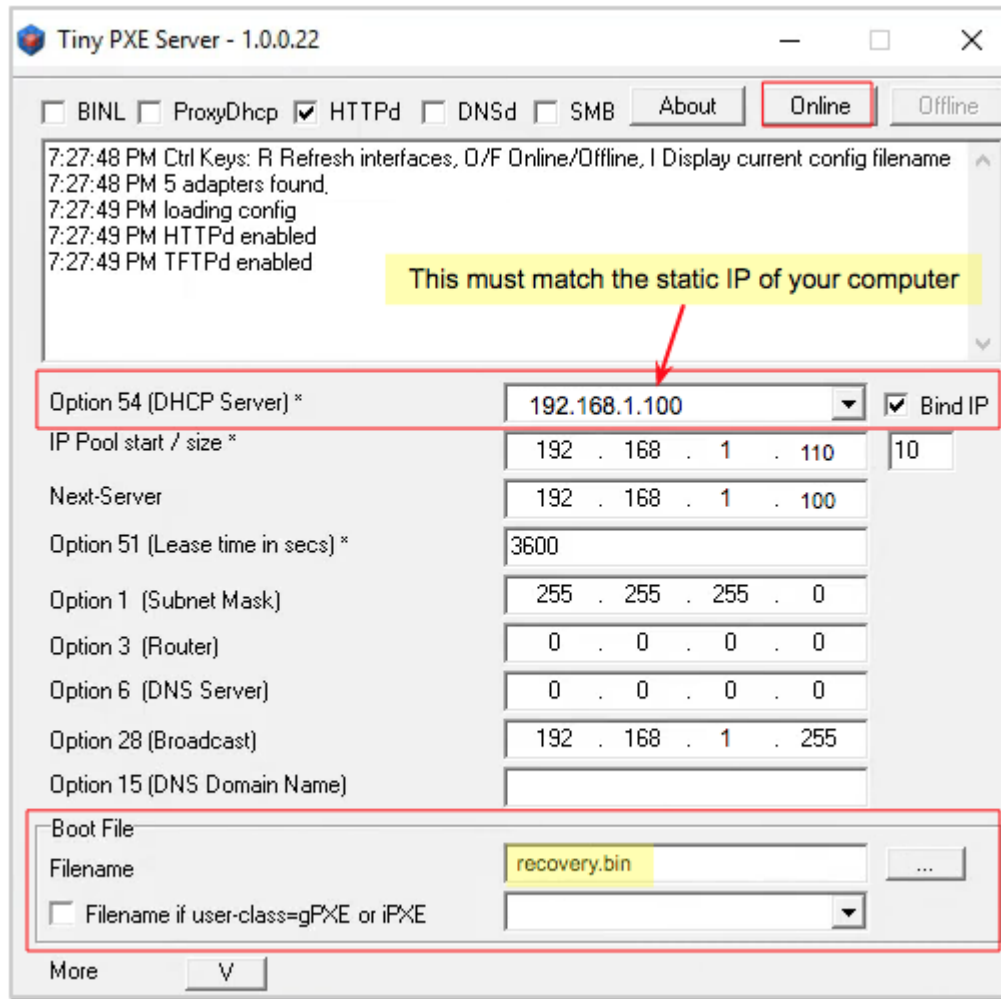 Tiny PXE Server - 1.0.0.22
BINL ProxyDhcp HTTPd DNSd SMB About Online Offline
7:27:48 PM Ctrl Keys: R Refresh interfaces, O/F Online/Offline, I Display current config filename
7:27:48 PM 5 adapters found.
7:27:49 PM loading config
7:27:49 PM HTTPd enabled
7:27:49 PM TFTPd enabled
This must match the static IP of your computer
Option 54 (DHCP Server) * 192.168.1.100 Bind IP
IP Pool start / size * 192 . 168 . 1 . 110 10
Next-Server 192 . 168 . 1 . 100
Option 51 (Lease time in secs) * 3600
Option 1 (Subnet Mask) 255 . 255 . 255 . 0
Option 3 (Router) 0 . 0 . 0 . 0
Option 6 (DNS Server) 0 . 0 . 0 . 0
Option 28 (Broadcast) 192 . 168 . 1 . 255
Option 15 (DNS Domain Name)
Boot File
Filename recovery.bin ...
Filename if user-class=gPXE or iPXE
More V